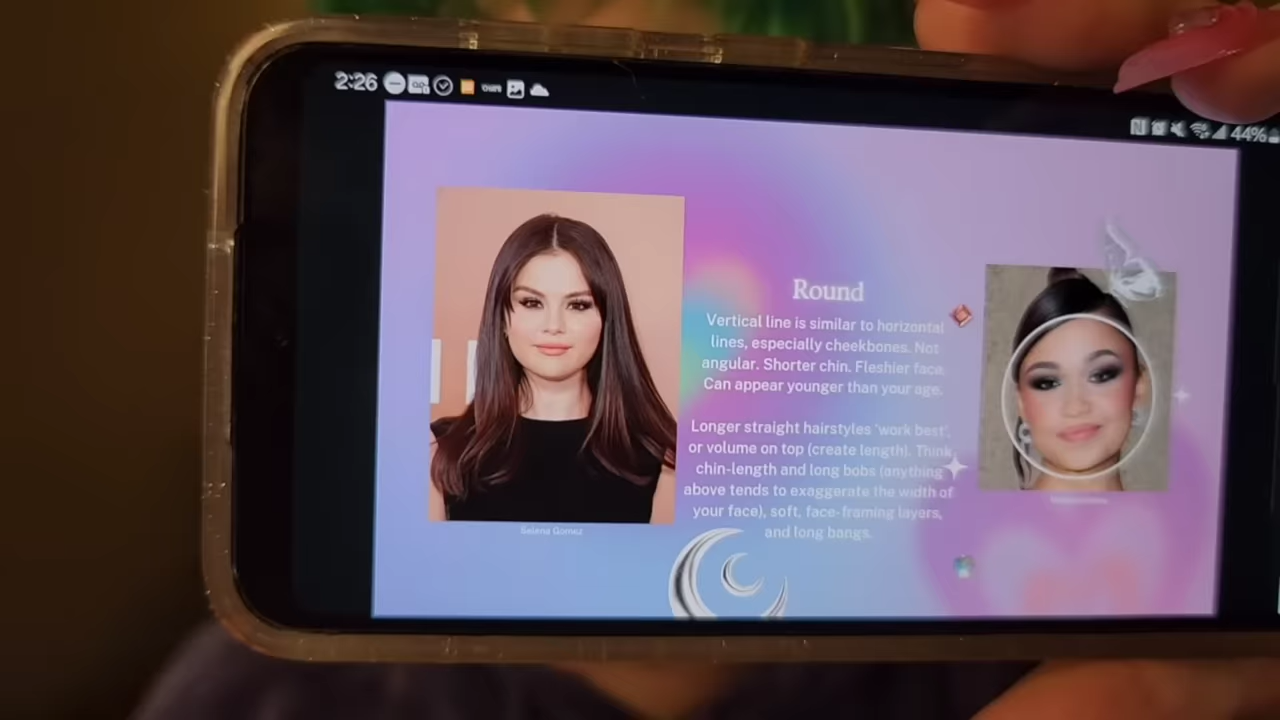 2:26
44%
Round
Vertical line is similar to horizontal
lines, especially cheekbones. Not
angular. Shorter chin. Fleshier face.
Can appear younger than your age.
Longer straight hairstyles 'work best',
or volume on top (create length). Think
chin-length and long bobs (anything
above tends to exaggerate the width of
your face), soft, face-framing layers,
and long bangs.
Selena Gomez